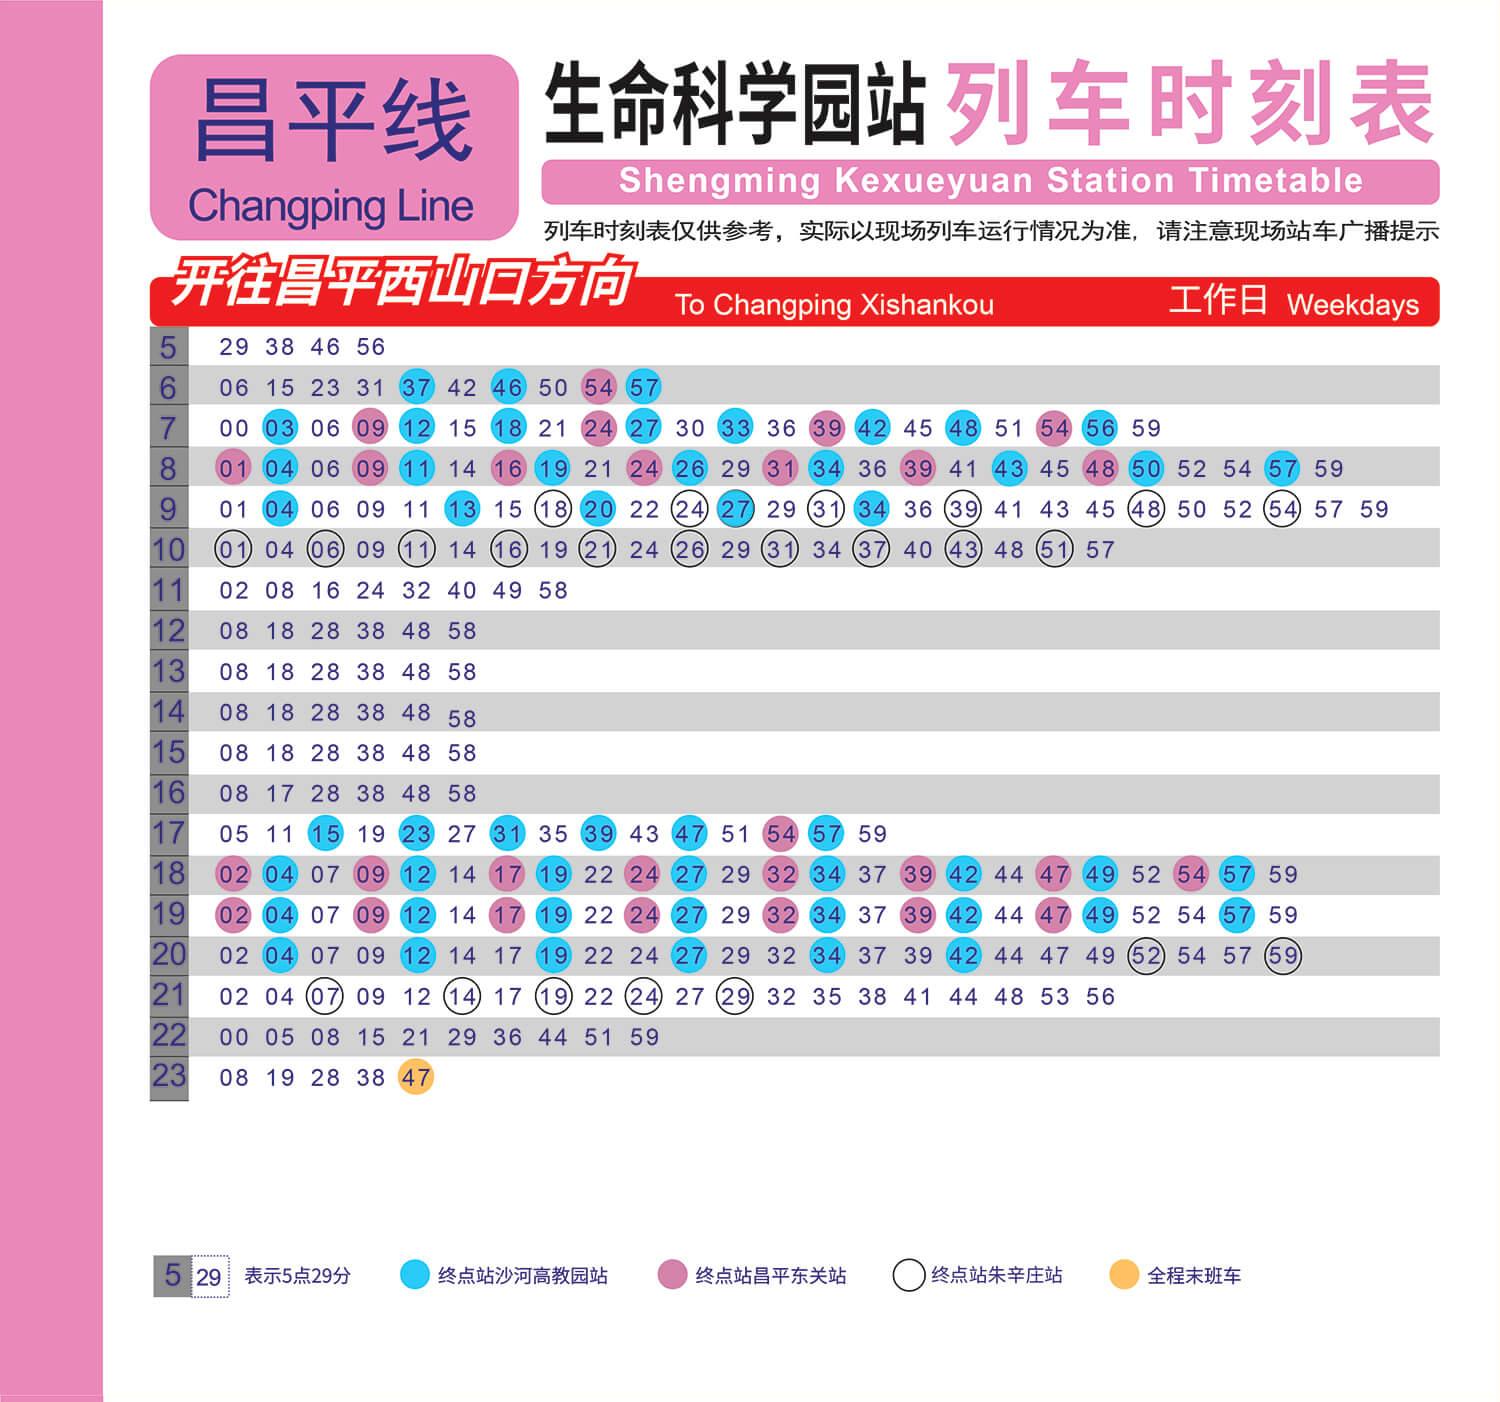 昌平线
Changping Line
生命科学园站 列车时刻表
Shengming Kexueyuan Station Timetable
列车时刻表仅供参考，实际以现场列车运行情况为准，请注意现场站车广播提示
开往昌平西山口方向 To Changping Xishankou 工作日 Weekdays
5 29 38 46 56
6 06 15 23 31 37 42 46 50 54 57
7 00 03 06 09 12 15 18 21 24 27 30 33 36 39 42 45 48 51 54 56 59
8 01 04 06 09 11 14 16 19 21 24 26 29 31 34 36 39 41 43 45 48 50 52 54 57 59
9 01 04 06 09 11 13 15 18 20 22 24 27 29 31 34 36 39 41 43 45 48 50 52 54 57 59
10 01 04 06 09 11 14 16 19 21 24 26 29 31 34 37 40 43 48 51 57
11 02 08 16 24 32 40 49 58
12 08 18 28 38 48 58
13 08 18 28 38 48 58
14 08 18 28 38 48 58
15 08 18 28 38 48 58
16 08 17 28 38 48 58
17 05 11 15 19 23 27 31 35 39 43 47 51 54 57 59
18 02 04 07 09 12 14 17 19 22 24 27 29 32 34 37 39 42 44 47 49 52 54 57 59
19 02 04 07 09 12 14 17 19 22 24 27 29 32 34 37 39 42 44 47 49 52 54 57 59
20 02 04 07 09 12 14 17 19 22 24 27 29 32 34 37 39 42 44 47 49 52 54 57 59
21 02 04 07 09 12 14 17 19 22 24 27 29 32 35 38 41 44 48 53 56
22 00 05 08 15 21 29 36 44 51 59
23 08 19 28 38 47
5 29 表示5点29分 终点站沙河高教园站 终点站昌平东关站 终点站朱辛庄站 全程末班车